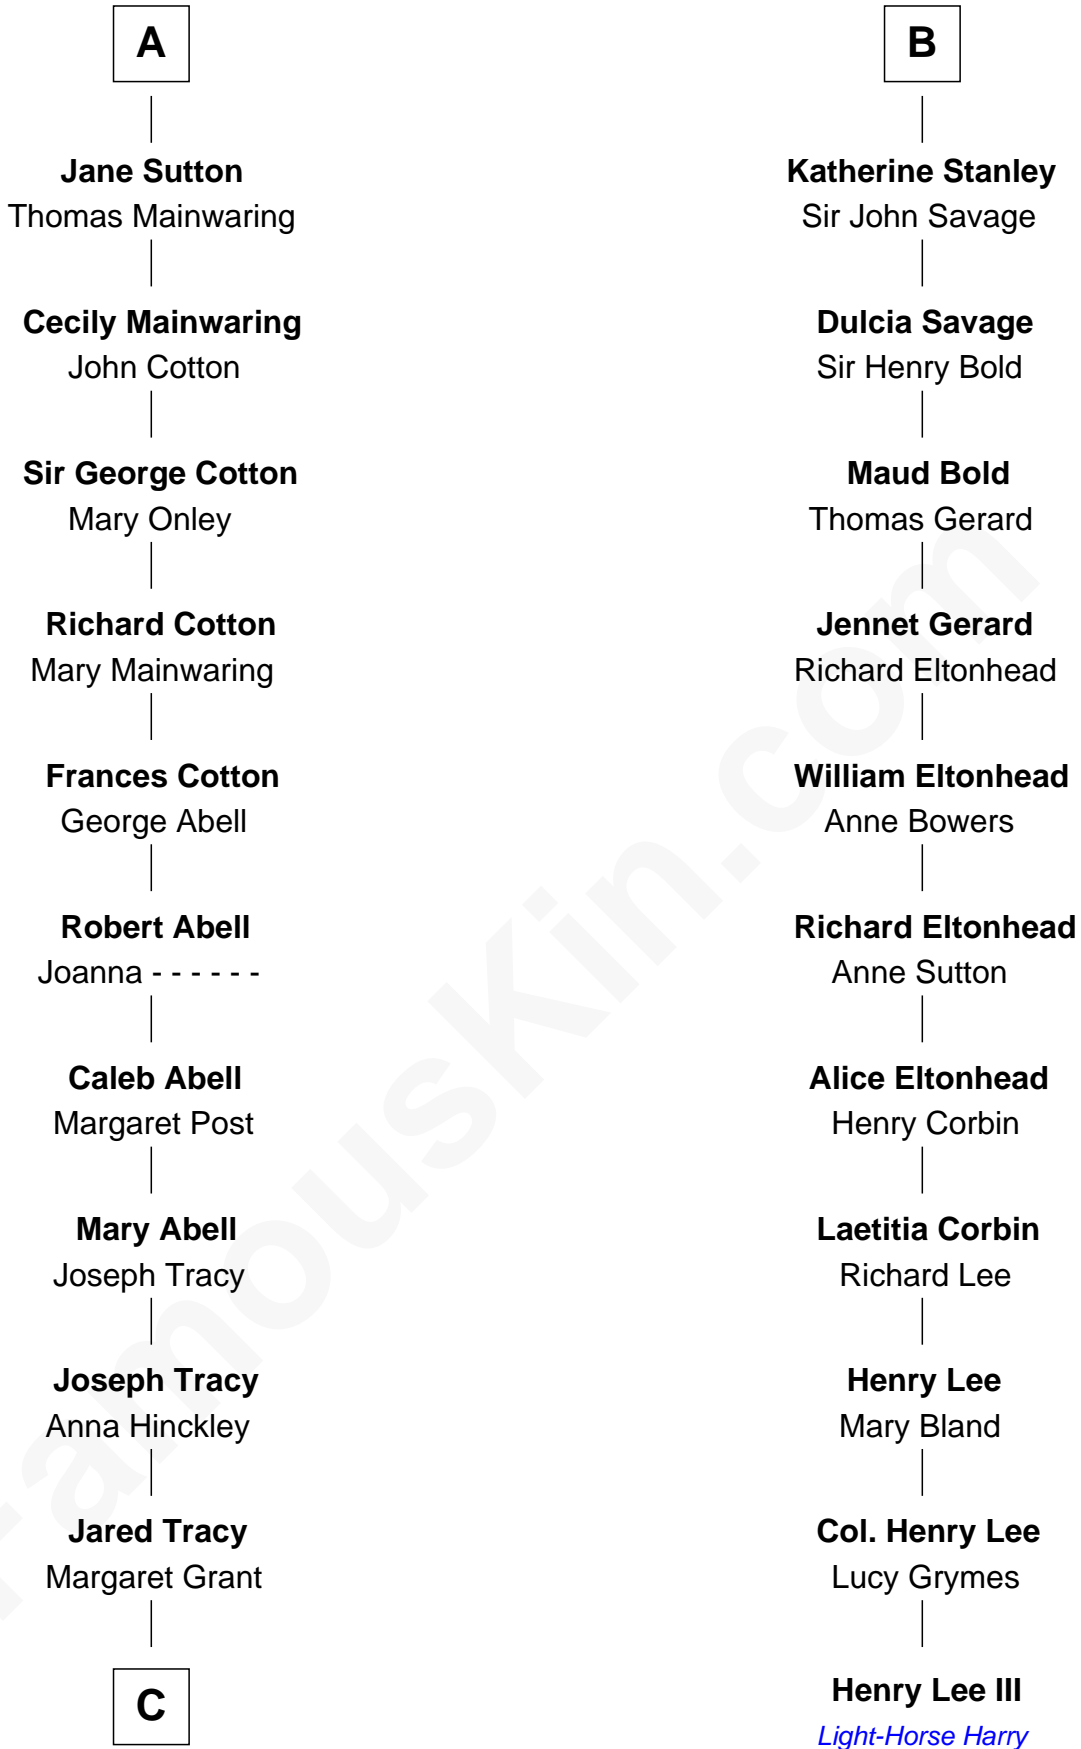 A
Jane Sutton
Thomas Mainwaring
Cecily Mainwaring
John Cotton
Sir George Cotton
Mary Onley
Richard Cotton
Mary Mainwaring
Frances Cotton
George Abell
Robert Abell
Joanna - - - - - -
Caleb Abell
Margaret Post
Mary Abell
Joseph Tracy
Joseph Tracy
Anna Hinckley
Jared Tracy
Margaret Grant
C
B
Katherine Stanley
Sir John Savage
Dulcia Savage
Sir Henry Bold
Maud Bold
Thomas Gerard
Jennet Gerard
Richard Eltonhead
William Eltonhead
Anne Bowers
Richard Eltonhead
Anne Sutton
Alice Eltonhead
Henry Corbin
Laetitia Corbin
Richard Lee
Henry Lee
Mary Bland
Col. Henry Lee
Lucy Grymes
Henry Lee III
Light-Horse Harry
FamousKin.com